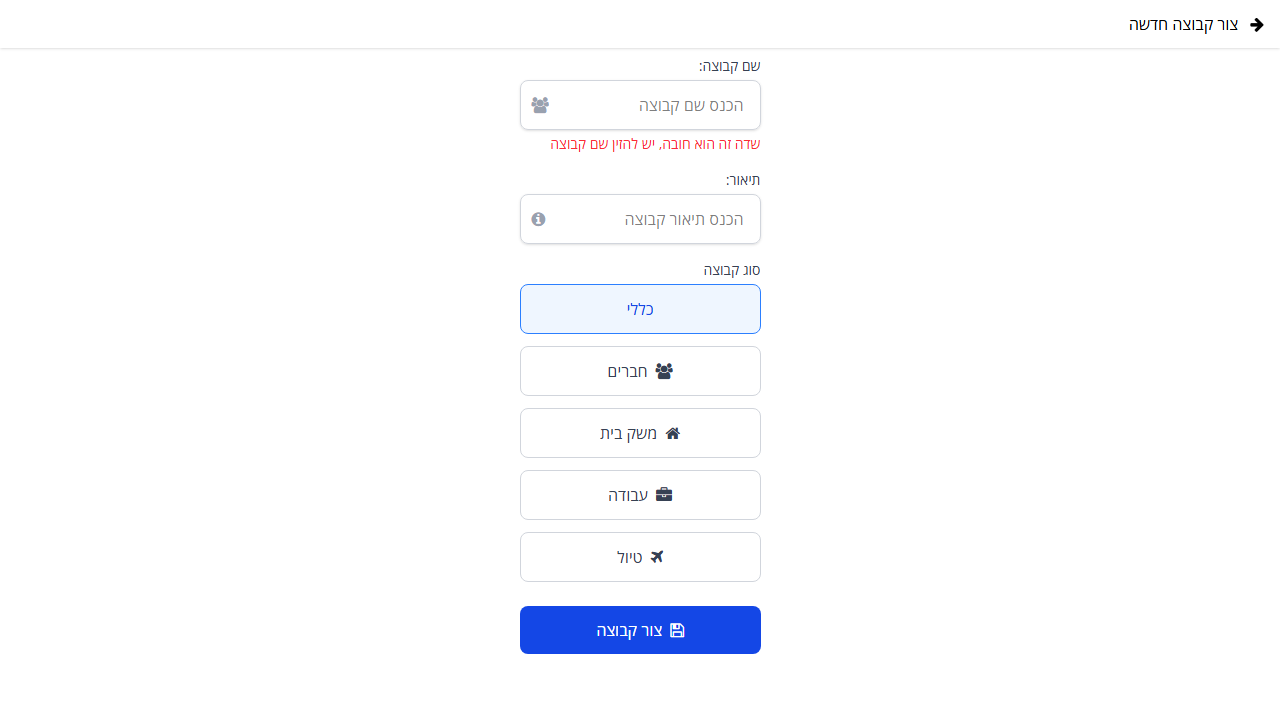 צור קבוצה חדשה
שם קבוצה:
הכנס שם קבוצה
שדה זה הוא חובה, יש להזין שם קבוצה
תיאור:
הכנס תיאור קבוצה
סוג קבוצה
כללי
חברים
משק בית
עבודה
טיול
צור קבוצה